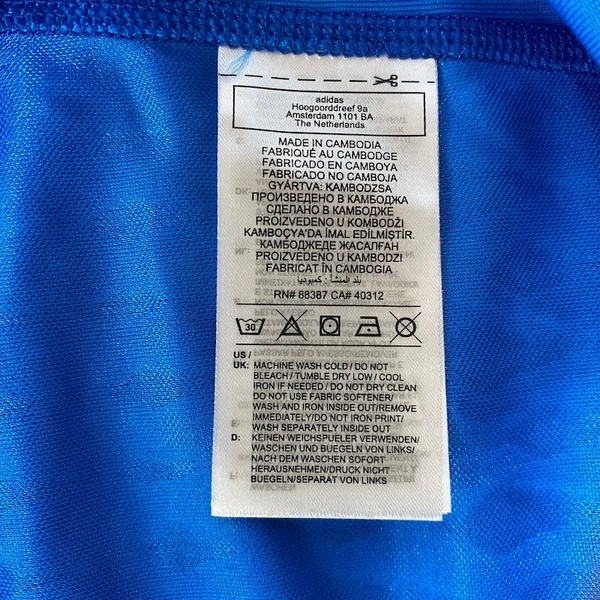 adidas
Hoogoorddreef 9a
Amsterdam 1101 BA
The Netherlands
MADE IN CAMBODIA
FABRIQUÉ AU CAMBODGE
FABRICADO EN CAMBOYA
FABRICADO NO CAMBOJA
GYÁRTVA: KAMBODZSA
ПРОИЗВЕДЕНО В КАМБОДЖА
СДЕЛАНО В КАМБОДЖЕ
PROIZVEDENO U KOMBODŽI
KAMBOÇYA'DA İMAL EDİLMİŞTİR.
КАМБОДЖЕДЕ ЖАСАЛҒАН
PROIZVEDENO U KAMBODZI
FABRICAT ÎN CAMBOGIA
بلد المنشأ : كمبوديا
RN# 88387 CA# 40312
30
US /
UK: MACHINE WASH COLD / DO NOT
BLEACH / TUMBLE DRY LOW / COOL
IRON IF NEEDED / DO NOT DRY CLEAN
DO NOT USE FABRIC SOFTENER/
WASH AND IRON INSIDE OUT/REMOVE
IMMEDIATELY/DO NOT IRON PRINT/
WASH SEPARATELY INSIDE OUT
D: KEINEN WEICHSPUELER VERWENDEN/
WASCHEN UND BUEGELN VON LINKS/
NACH DEM WASCHEN SOFORT
HERAUSNEHMEN/DRUCK NICHT
BUEGELN/SEPARAT VON LINKS